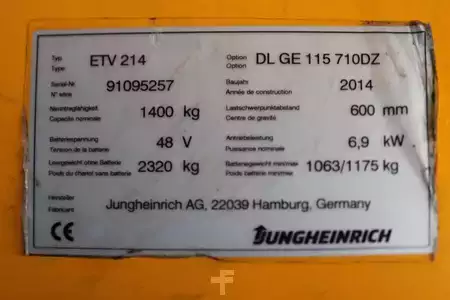 Typ
Type
ETV 214
Option
Option
DL GE 115 710DZ
Serial-Nr
N° série
91095257
Baujahr
Année de construction
2014
Nenntragfähigkeit
Capacité nominale
1400 kg
Lastschwerpunktabstand
Centre de gravité
600 mm
Batteriespannung
Tension de la batterie
48 V
Antriebsleistung
Puissance nominale
6,9 kW
Leergewicht ohne Batterie
Poids du chariot sans batterie
2320 kg
Batteriegewicht min/max
Poids batterie min/max
1063/1175 kg
Hersteller
Fabricant
Jungheinrich AG, 22039 Hamburg, Germany
CE
JUNGHEINRICH